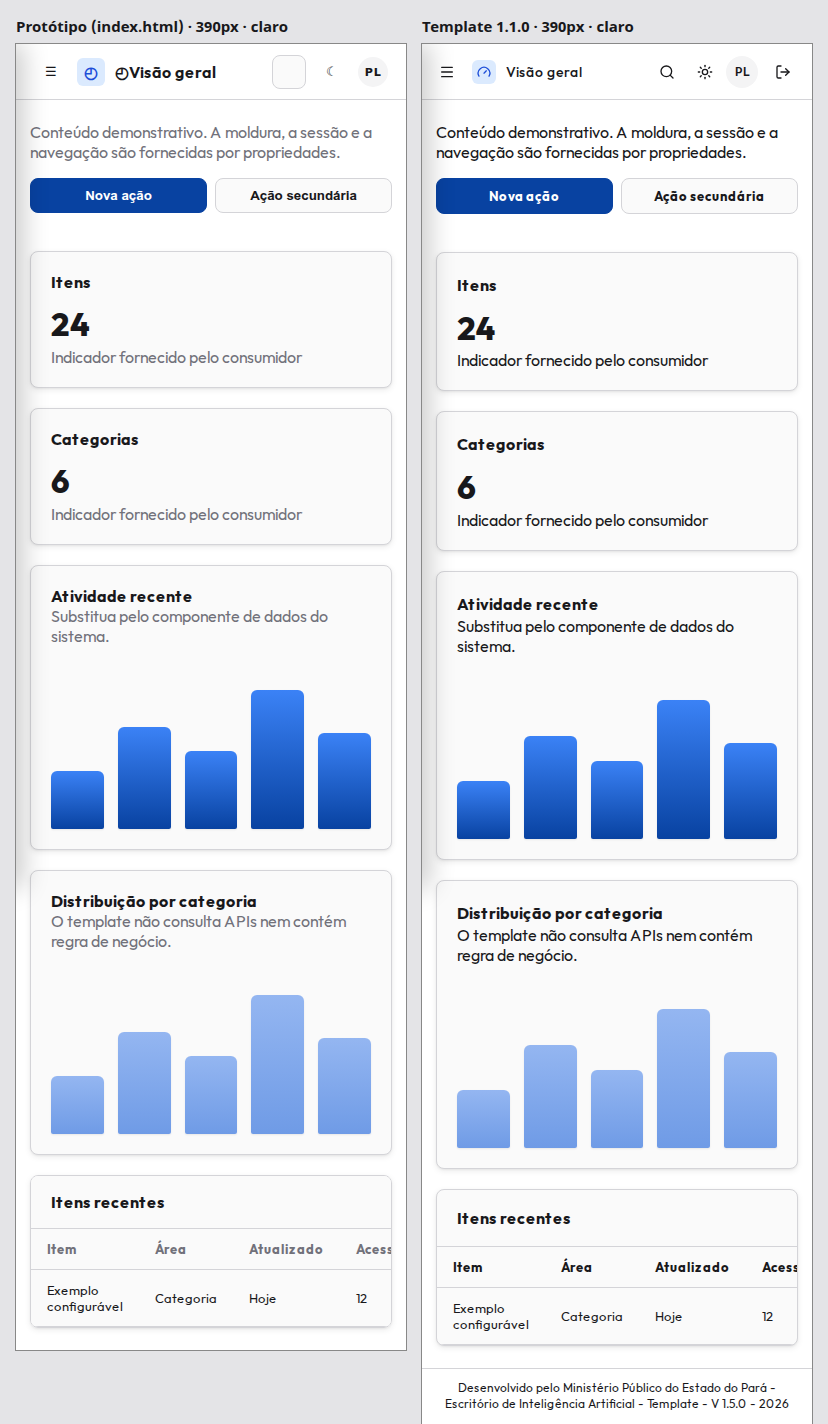 Protótipo (index.html) · 390px · claro
Visão geral
PL
Conteúdo demonstrativo. A moldura, a sessão e a
navegação são fornecidas por propriedades.
Nova ação
Ação secundária
Itens
24
Indicador fornecido pelo consumidor
Categorias
6
Indicador fornecido pelo consumidor
Atividade recente
Substitua pelo componente de dados do
sistema.
Distribuição por categoria
O template não consulta APIs nem contém
regra de negócio.
Itens recentes
Item Área Atualizado Acess
Exemplo
configurável Categoria Hoje 12
Template 1.1.0 · 390px · claro
Visão geral
PL
Conteúdo demonstrativo. A moldura, a sessão e a
navegação são fornecidas por propriedades.
Nova ação
Ação secundária
Itens
24
Indicador fornecido pelo consumidor
Categorias
6
Indicador fornecido pelo consumidor
Atividade recente
Substitua pelo componente de dados do
sistema.
Distribuição por categoria
O template não consulta APIs nem contém
regra de negócio.
Itens recentes
Item Área Atualizado Acess
Exemplo
configurável Categoria Hoje 12
Desenvolvido pelo Ministério Público do Estado do Pará -
Escritório de Inteligência Artificial - Template - V 1.5.0 - 2026